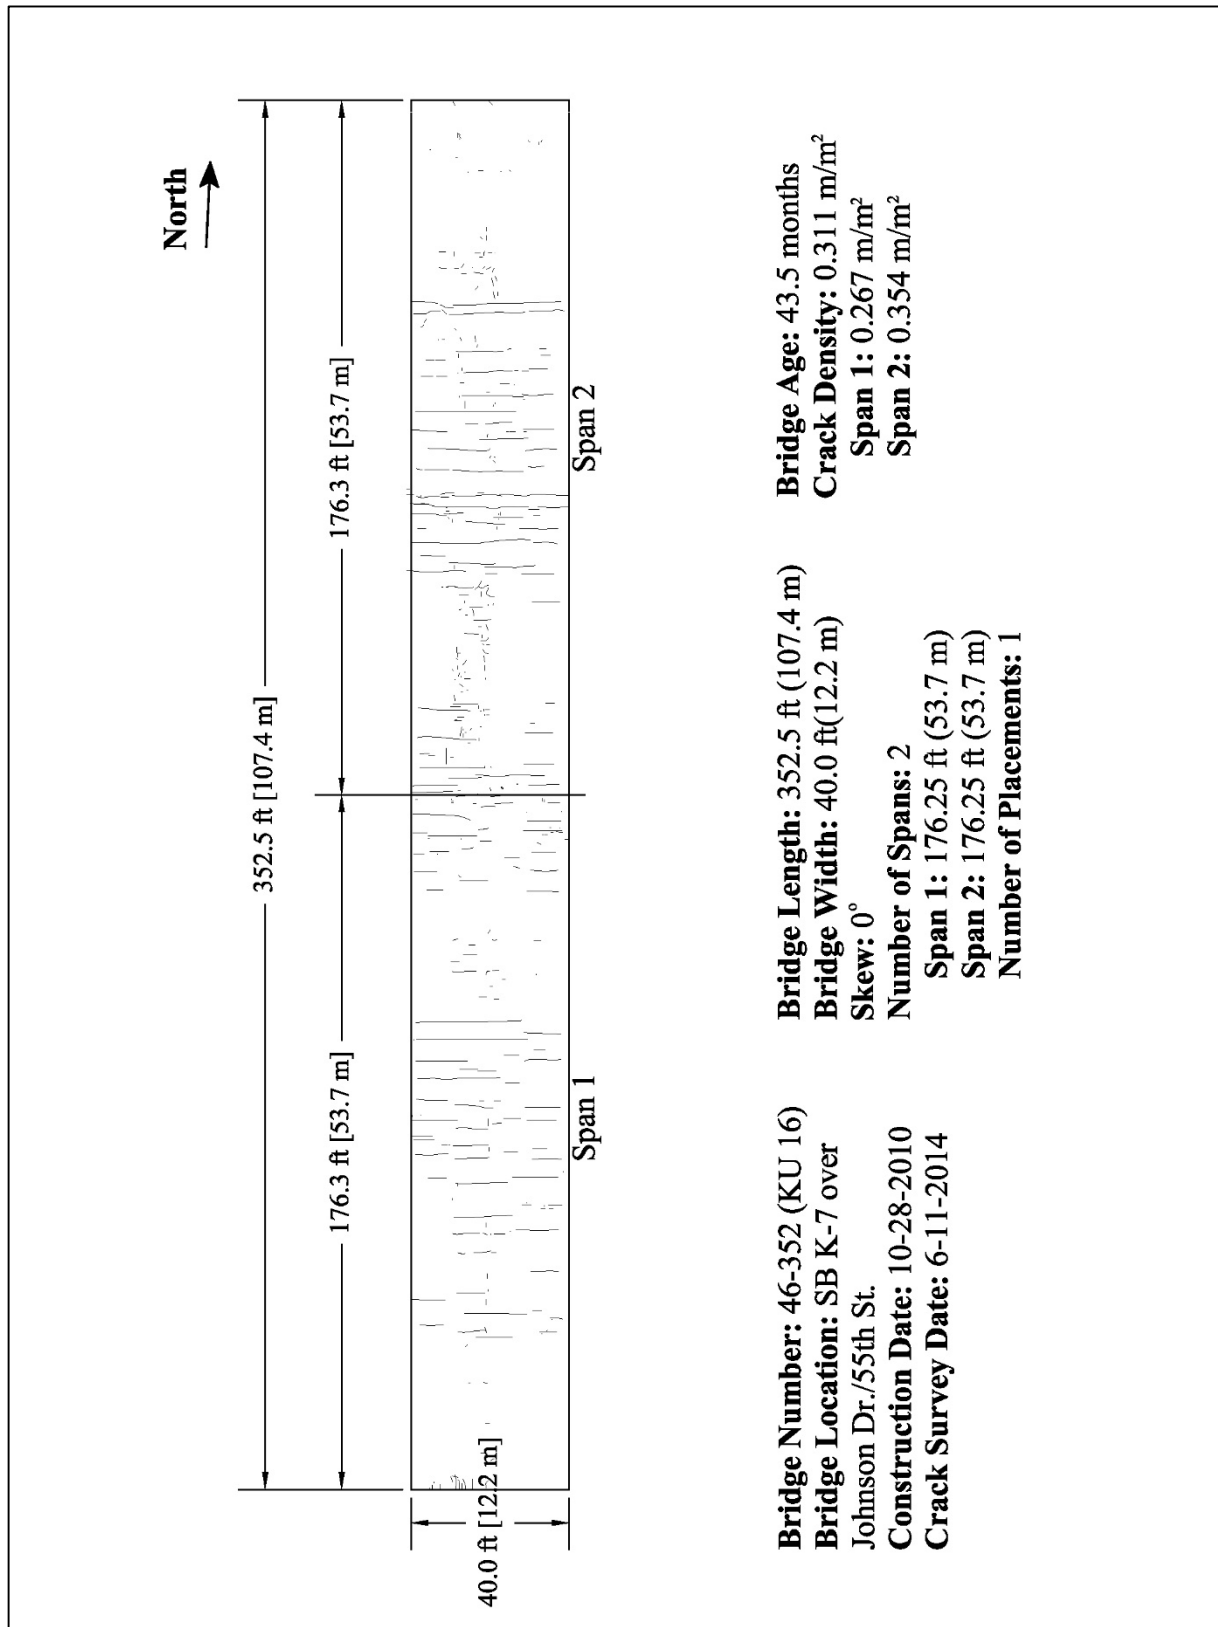 North
352.5 ft [107.4 m]
176.3 ft [53.7 m]
176.3 ft [53.7 m]
40.0 ft [12.2 m]
Span 1
Span 2
Bridge Number: 46-352 (KU 16)
Bridge Location: SB K-7 over
Johnson Dr./55th St.
Construction Date: 10-28-2010
Crack Survey Date: 6-11-2014
Bridge Length: 352.5 ft (107.4 m)
Bridge Width: 40.0 ft(12.2 m)
Skew: 0°
Number of Spans: 2
Span 1: 176.25 ft (53.7 m)
Span 2: 176.25 ft (53.7 m)
Number of Placements: 1
Bridge Age: 43.5 months
Crack Density: 0.311 m/m²
Span 1: 0.267 m/m²
Span 2: 0.354 m/m²